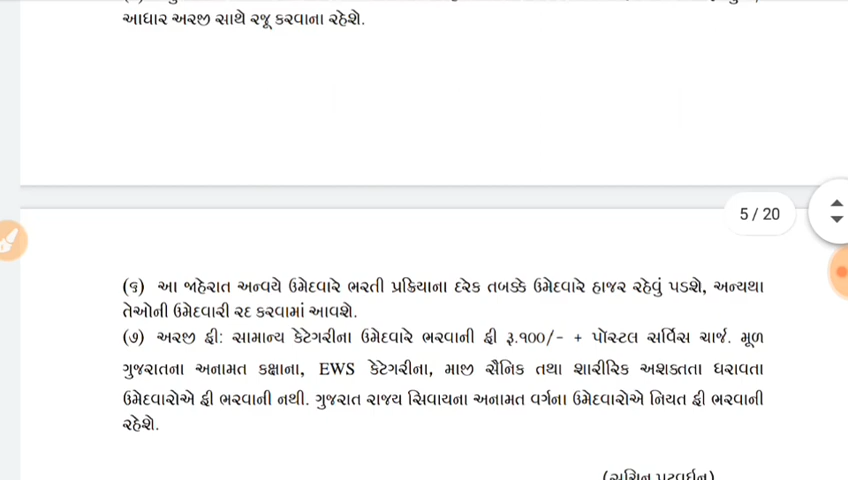 આધાર અરજી સાથે રજૂ કરવાના રહેશે.
5 / 20
(૬) આ જાહેરાત અન્વયે ઉમેદવારે ભરતી પ્રક્રિયાના દરેક તબક્કે ઉમેદવારે હાજર રહેવું પડશે, અન્યથા
તેઓની ઉમેદવારી રદ કરવામાં આવશે.
(૭) અરજી ફી: સામાન્ય કેટેગરીના ઉમેદવારે ભરવાની ફી રૂ.૧૦૦/- + પોસ્ટલ સર્વિસ ચાર્જ. મૂળ
ગુજરાતના અનામત કક્ષાના, EWS કેટેગરીના, માજી સૈનિક તથા શારીરિક અશક્તતા ધરાવતા
ઉમેદવારોએ ફી ભરવાની નથી. ગુજરાત રાજય સિવાયના અનામત વર્ગના ઉમેદવારોએ નિયત ફી ભરવાની
રહેશે.